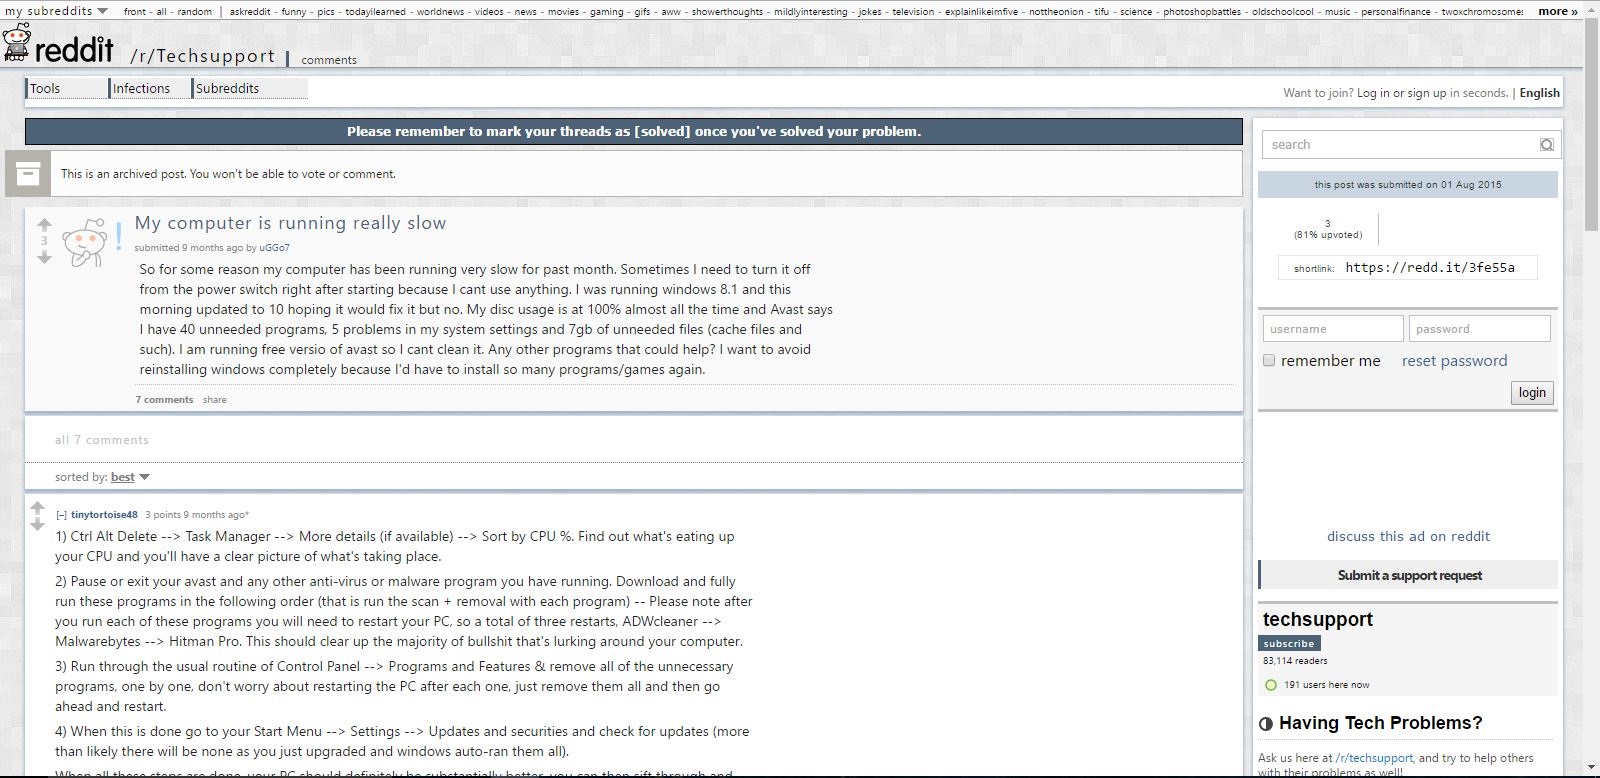 my subreddits
front - all - random | askreddit - funny - pics - todayilearned - worldnews - videos - news - movies - gaming - gifs - aww - showerthoughts - mildlyinteresting - jokes - television - explainlikeimfive - nottheonion - tifu - science - photoshopbattles - oldschoolcool - music - personalfinance - twoxchromosomes
more »
reddit /r/Techsupport | comments
Tools
Infections
Subreddits
Want to join? Log in or sign up in seconds. | English
Please remember to mark your threads as [solved] once you've solved your problem.
This is an archived post. You won't be able to vote or comment.
3
My computer is running really slow
submitted 9 months ago by uGGo7
So for some reason my computer has been running very slow for past month. Sometimes I need to turn it off
from the power switch right after starting because I cant use anything. I was running windows 8.1 and this
morning updated to 10 hoping it would fix it but no. My disc usage is at 100% almost all the time and Avast says
I have 40 unneeded programs, 5 problems in my system settings and 7gb of unneeded files (cache files and
such). I am running free versio of avast so I cant clean it. Any other programs that could help? I want to avoid
reinstalling windows completely because I'd have to install so many programs/games again.
7 comments share
all 7 comments
sorted by: best
[–] tinytortoise48 3 points 9 months ago*
1) Ctrl Alt Delete --> Task Manager --> More details (if available) --> Sort by CPU %. Find out what's eating up
your CPU and you'll have a clear picture of what's taking place.
2) Pause or exit your avast and any other anti-virus or malware program you have running. Download and fully
run these programs in the following order (that is run the scan + removal with each program) -- Please note after
you run each of these programs you will need to restart your PC, so a total of three restarts, ADWcleaner -->
Malwarebytes --> Hitman Pro. This should clear up the majority of bullshit that's lurking around your computer.
3) Run through the usual routine of Control Panel --> Programs and Features & remove all of the unnecessary
programs, one by one, don't worry about restarting the PC after each one, just remove them all and then go
ahead and restart.
4) When this is done go to your Start Menu --> Settings --> Updates and securities and check for updates (more
than likely there will be none as you just upgraded and windows auto-ran them all).
When all these steps are done, your PC should definitely be substantially better, you can then sift through and
search
this post was submitted on 01 Aug 2015
3
(81% upvoted)
shortlink: https://redd.it/3fe55a
username
password
remember me
reset password
login
discuss this ad on reddit
Submit a support request
techsupport
subscribe
83,114 readers
191 users here now
Having Tech Problems?
Ask us here at /r/techsupport, and try to help others
with their problems as well!